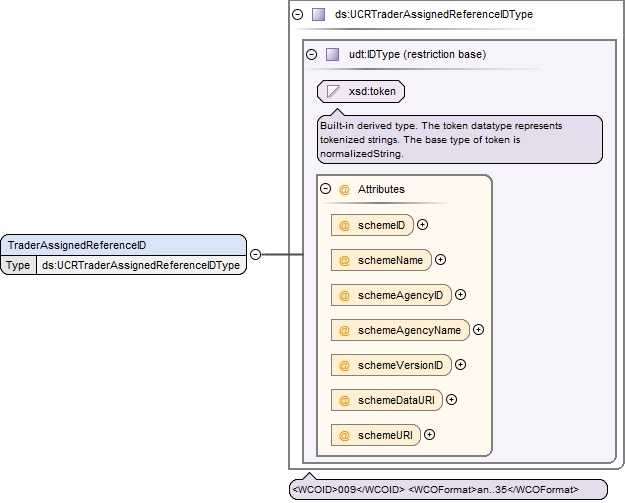 ds:UCRTraderAssignedReferenceIDType
udt:IDType (restriction base)
xsd:token
Built-in derived type. The token datatype represents
tokenized strings. The base type of token is
normalizedString.
@ Attributes
@ schemeID
@ schemeName
@ schemeAgencyID
@ schemeAgencyName
@ schemeVersionID
@ schemeDataURI
@ schemeURI
TraderAssignedReferenceID
Type ds:UCRTraderAssignedReferenceIDType
<WCOID>009</WCOID> <WCOFormat>an..35</WCOFormat>